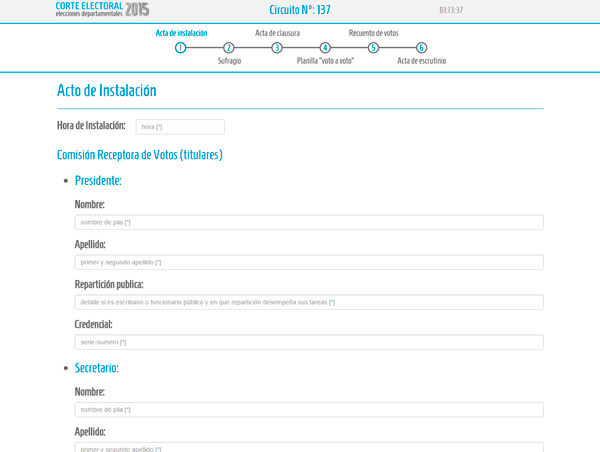 CORTE ELECTORAL 2015
elecciones departamentales
Circuito N°: 137
01:13:37
Acta de instalación
Acta de clausura
Recuento de votos
1 2 3 4 5 6
Sufragio
Planilla "voto a voto"
Acta de escrutinio
Acto de Instalación
Hora de Instalación: hora [*]
Comisión Receptora de Votos (titulares)
• Presidente:
Nombre:
nombre de pila [*]
Apellido:
primer y segundo apellido [*]
Repartición publica:
detalle si es escribano o funcionario público y en que repartición desempeña sus tareas [*]
Credencial:
serie-numero [*]
• Secretario:
Nombre:
nombre de pila [*]
Apellido:
primer y segundo apellido [*]